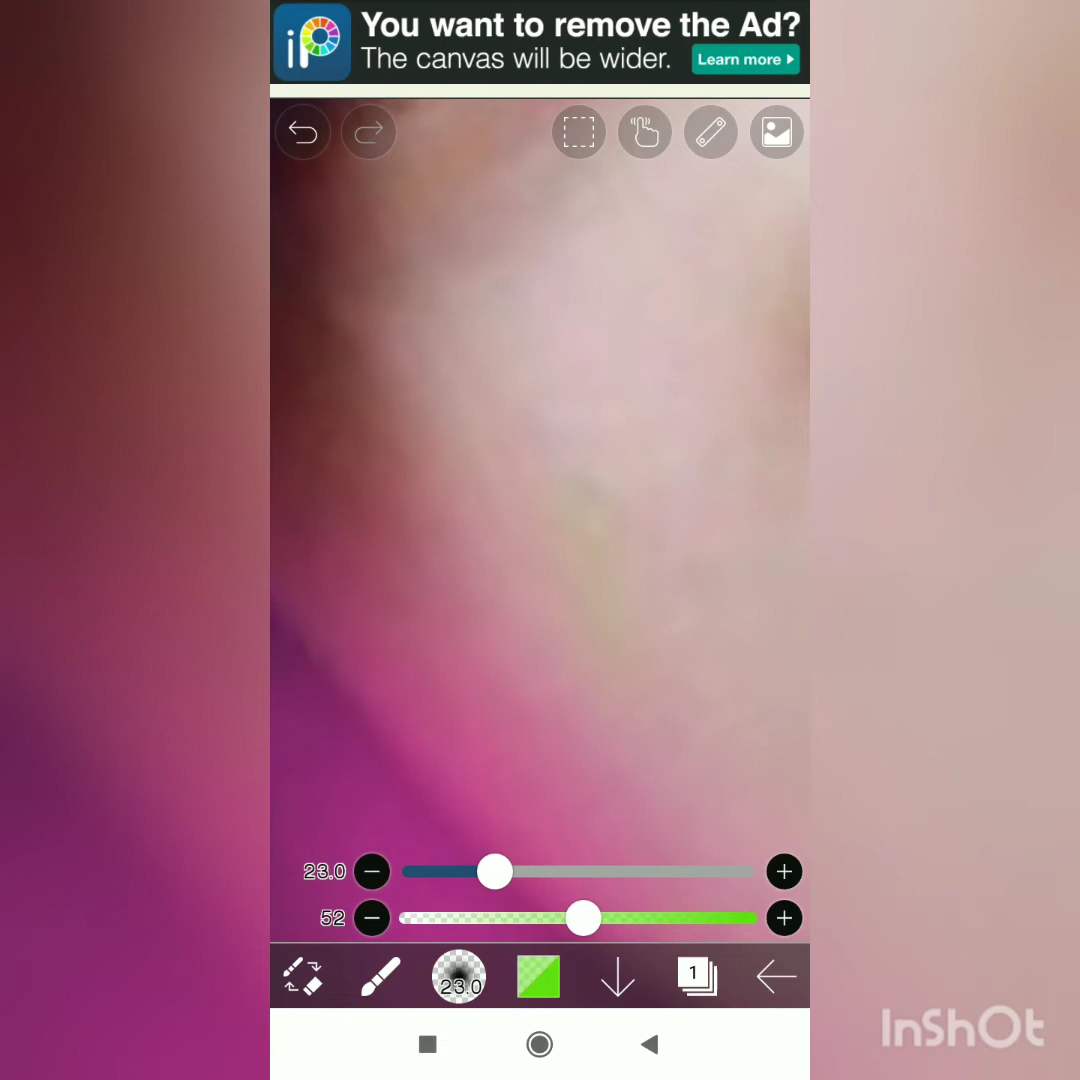 iP
You want to remove the Ad?
The canvas will be wider.
Learn more
23.0
52
23.0
1
InShOt